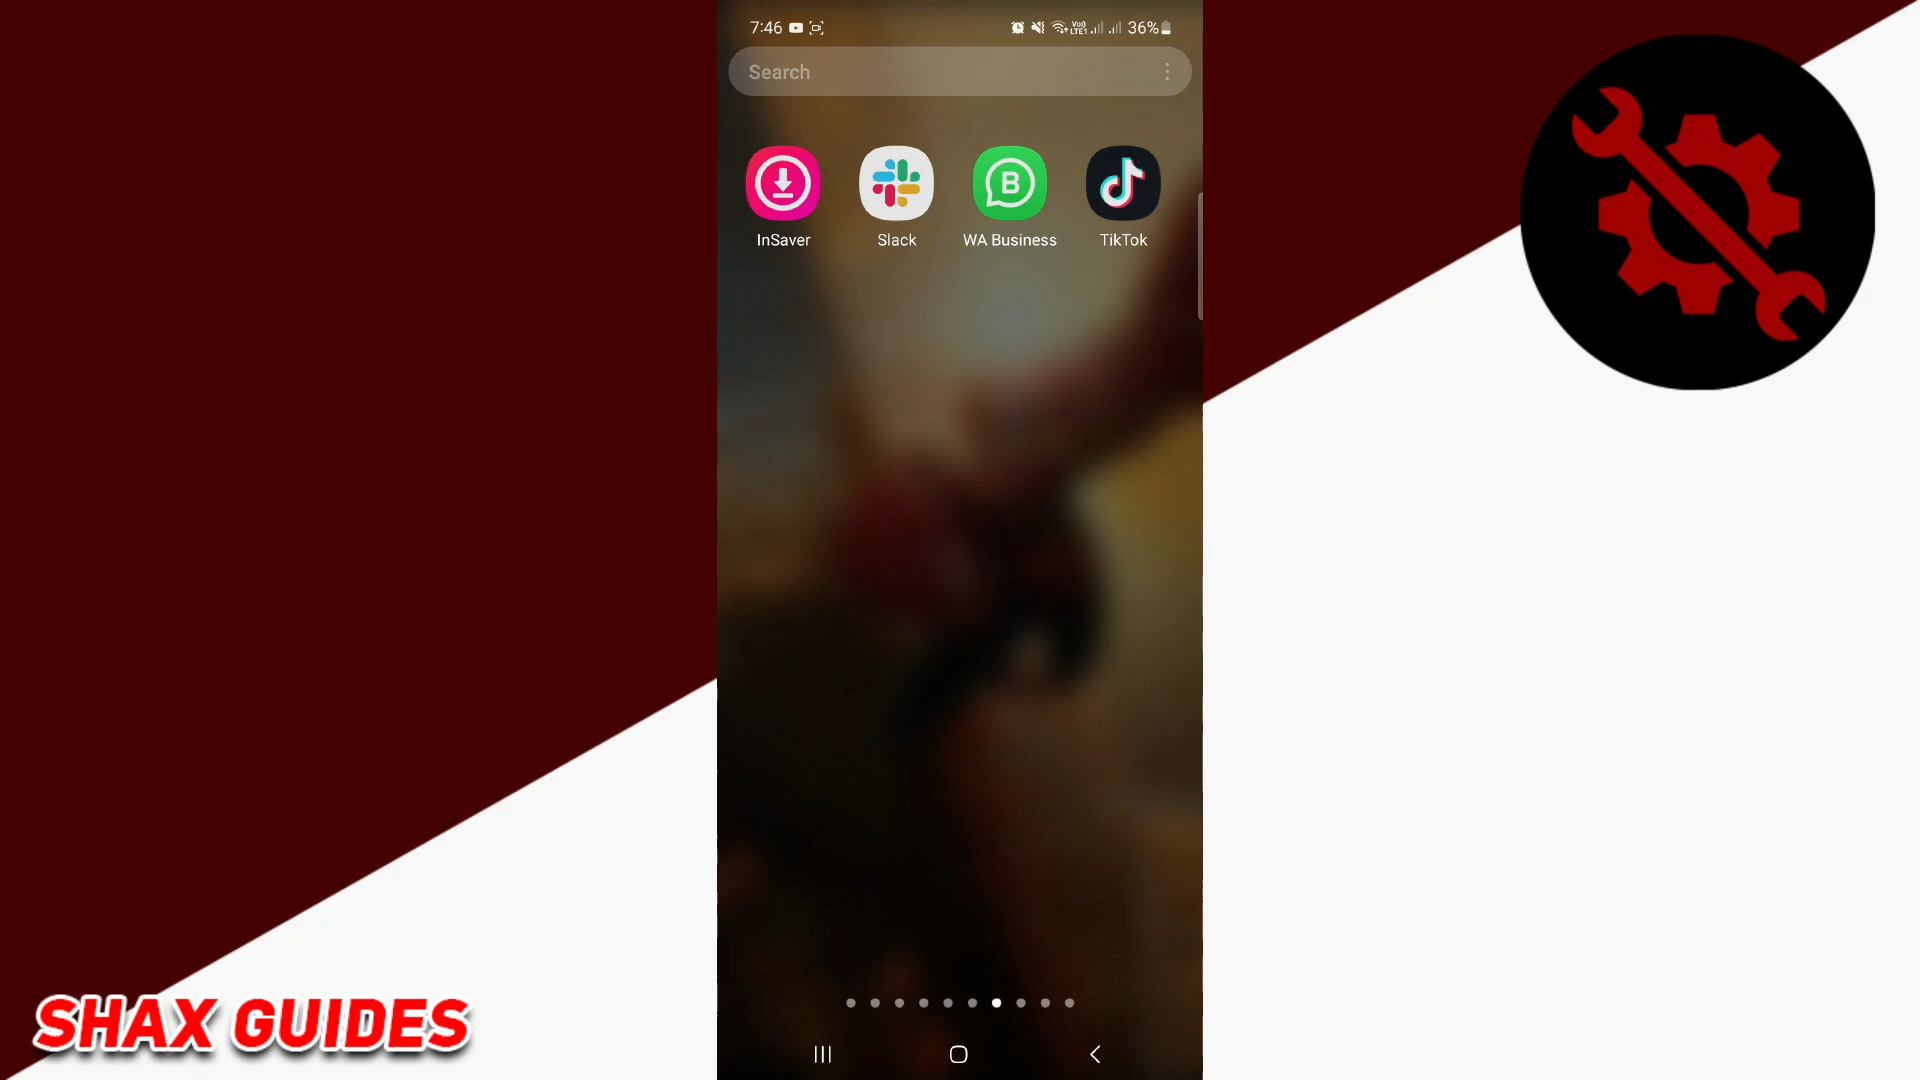 7:46
36%
Search
InSaver
Slack
WA Business
TikTok
SHAX GUIDES